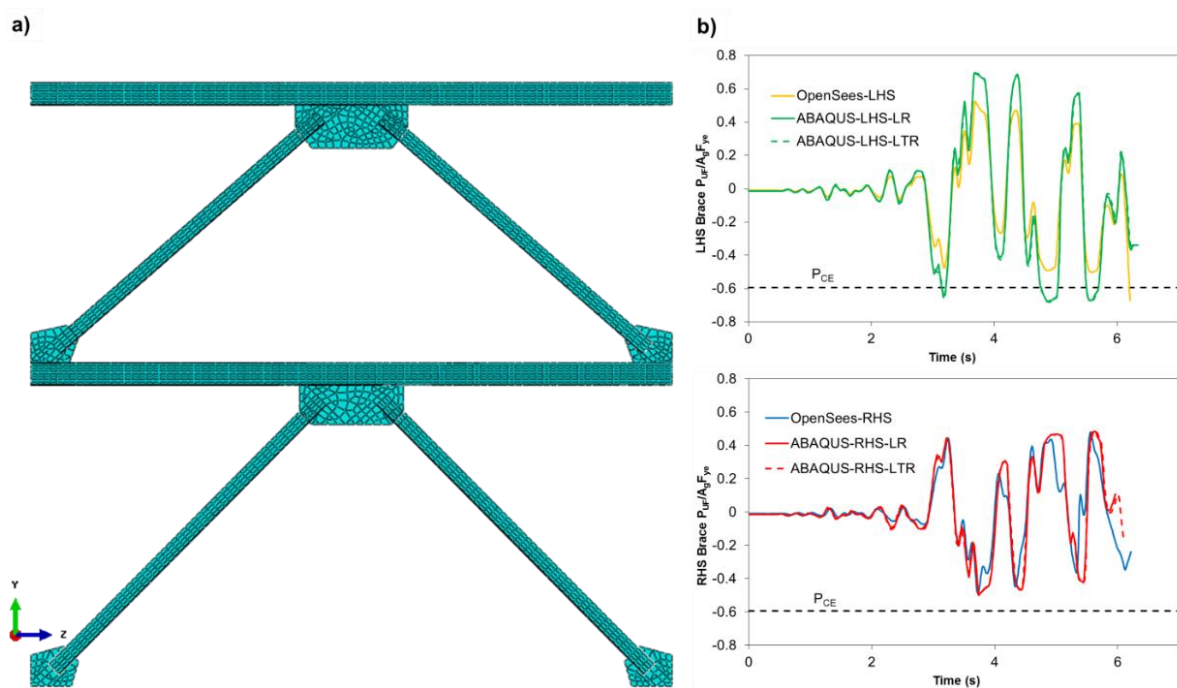 a)
Y
Z
b)
LHS Brace P_UF/A_gF_ye
0.8
0.6
0.4
0.2
0
-0.2
-0.4
-0.6
-0.8
OpenSees-LHS
ABAQUS-LHS-LR
ABAQUS-LHS-LTR
P_CE
0 2 4 6
Time (s)
RHS Brace P_UF/A_gF_ye
0.8
0.6
0.4
0.2
0
-0.2
-0.4
-0.6
-0.8
OpenSees-RHS
ABAQUS-RHS-LR
ABAQUS-RHS-LTR
P_CE
0 2 4 6
Time (s)